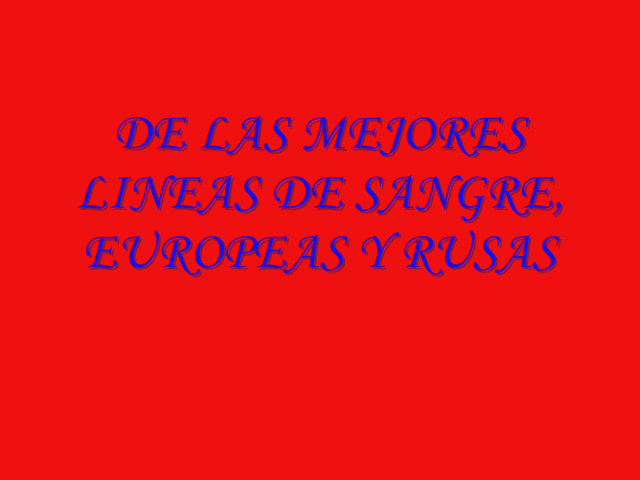 DE LAS MEJORES
LINEAS DE SANGRE,
EUROPEAS Y RUSAS